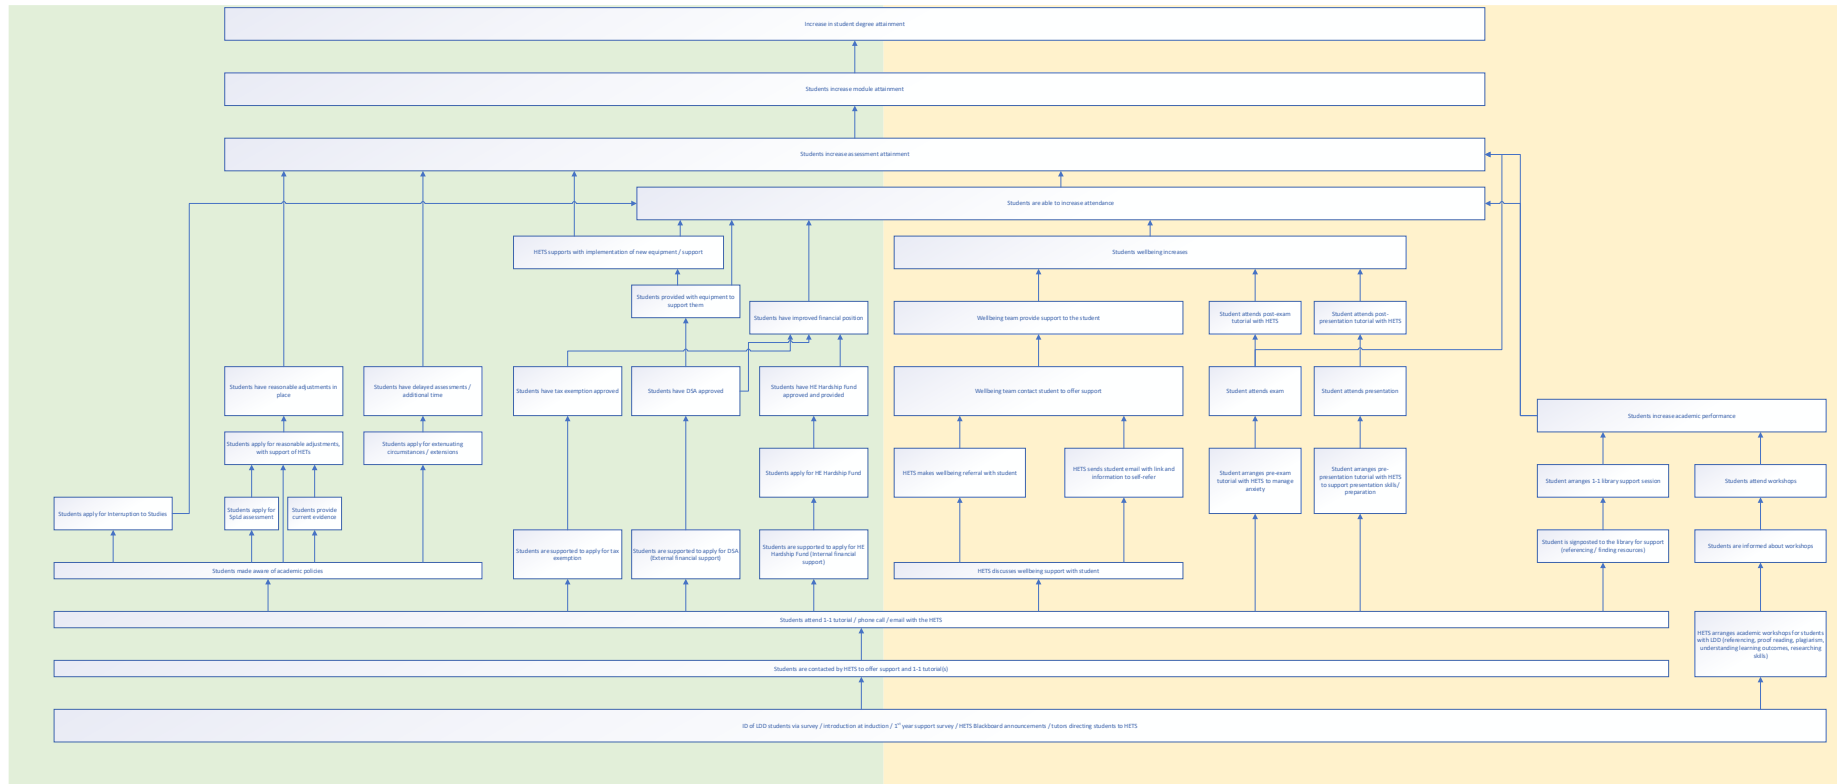 Increase in student degree attainment
Students increase module attainment
Students increase assessment attainment
Students are able to increase attendance
HETS supports with implementation of new equipment / support
Students wellbeing increases
Students provided with equipment to
support them
Students have improved financial position
Wellbeing team provide support to the student
Student attends post-exam
tutorial with HETS
Student attends post-
presentation tutorial with HETS
Students have reasonable adjustments in
place
Students have delayed assessments /
additional time
Students have tax exemption approved
Students have DSA approved
Students have HE Hardship Fund
approved and provided
Wellbeing team contact student to offer support
Student attends exam
Student attends presentation
Students increase academic performance
Students apply for reasonable adjustments,
with support of HETs
Students apply for extenuating
circumstances / extensions
Students apply for HE Hardship Fund
HETS makes wellbeing referral with student
HETS sends student email with link and
information to self-refer
Student arranges pre-exam
tutorial with HETS to manage
anxiety
Student arranges pre-
presentation tutorial with HETS
to support presentation skills/
preparation
Student arranges 1-1 library support session
Students attend workshops
Students apply for Interruption to Studies
Students apply for
SpLd assessment
Students provide
current evidence
Students are supported to apply for tax
exemption
Students are supported to apply for DSA
(External financial support)
Students are supported to apply for HE
Hardship Fund (Internal financial
support)
Student is signposted to the library for support
(referencing / finding resources)
Students are informed about workshops
Students made aware of academic policies
HETS discusses wellbeing support with student
Students attend 1-1 tutorial / phone call / email with the HETS
HETS arranges academic workshops for students
with LDD (referencing, proof reading, plagiarism,
understanding learning outcomes, researching
skills)
Students are contacted by HETS to offer support and 1-1 tutorial(s)
ID of LDD students via survey / introduction at induction / 1st year support survey / HETS Blackboard announcements / tutors directing students to HETS